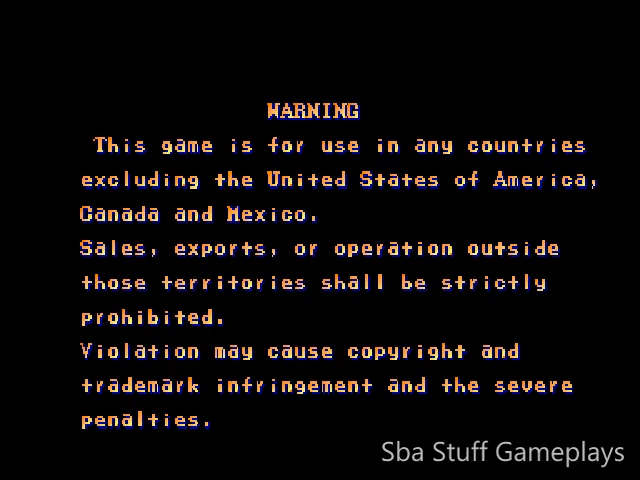 WARNING
This game is for use in any countries
excluding the United States of America,
Canada and Mexico.
Sales, exports, or operation outside
those territories shall be strictly
prohibited.
Violation may cause copyright and
trademark infringement and the severe
penalties.
Sba Stuff Gameplays